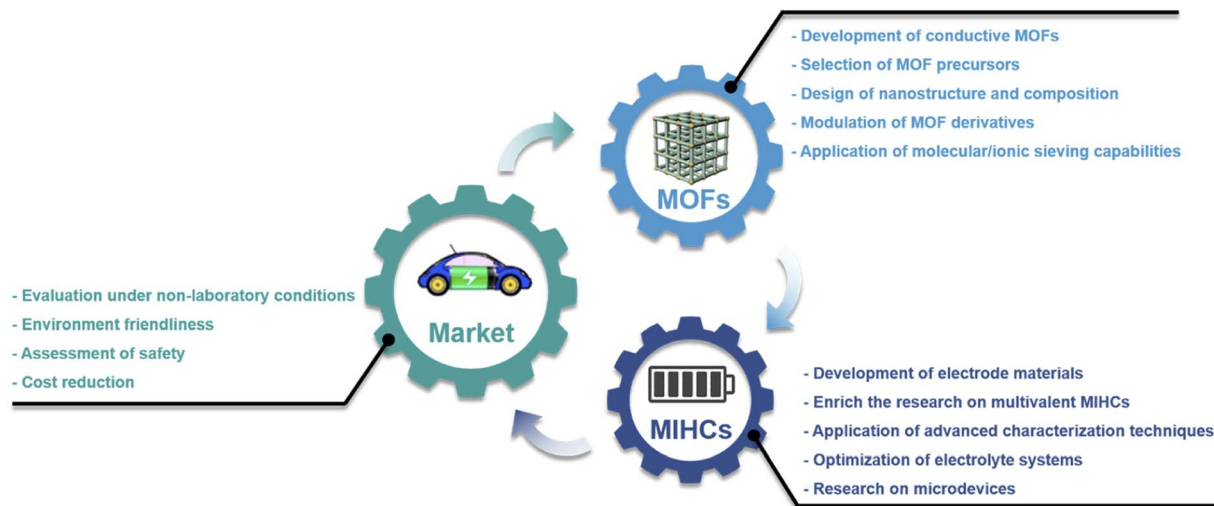 - Development of conductive MOFs
- Selection of MOF precursors
- Design of nanostructure and composition
- Modulation of MOF derivatives
- Application of molecular/ionic sieving capabilities
MOFs
- Evaluation under non-laboratory conditions
- Environment friendliness
- Assessment of safety
- Cost reduction
Market
MIHCs
- Development of electrode materials
- Enrich the research on multivalent MIHCs
- Application of advanced characterization techniques
- Optimization of electrolyte systems
- Research on microdevices